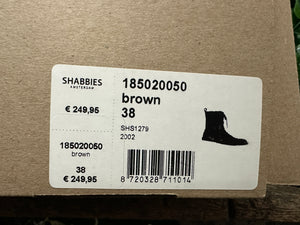 SHABBIES
AMSTERDAM
€ 249,95
185020050
brown
38
€ 249,95
185020050
brown
38
SHS1279
2002
8 720328 711014